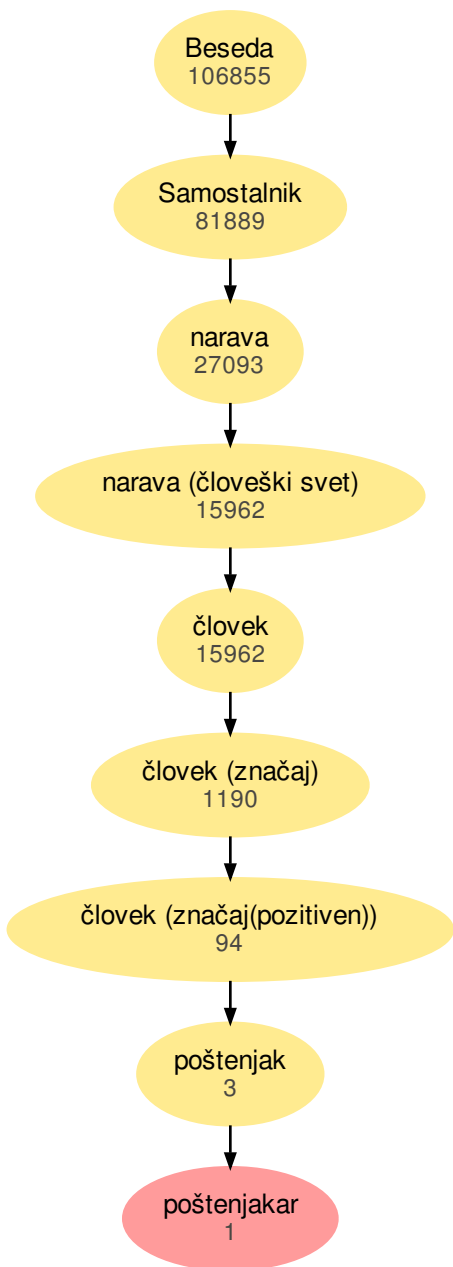 Beseda
106855
Samostalnik
81889
narava
27093
narava (človeški svet)
15962
človek
15962
človek (značaj)
1190
človek (značaj(pozitiven))
94
poštenjak
3
poštenjakar
1